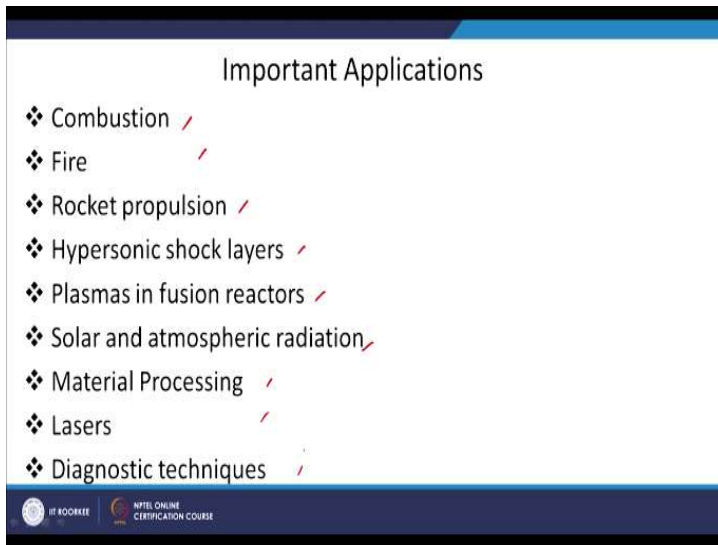 Important Applications
❖ Combustion
❖ Fire
❖ Rocket propulsion
❖ Hypersonic shock layers
❖ Plasmas in fusion reactors
❖ Solar and atmospheric radiation
❖ Material Processing
❖ Lasers
❖ Diagnostic techniques
IIT ROORKEE
NPTEL ONLINE
CERTIFICATION COURSE